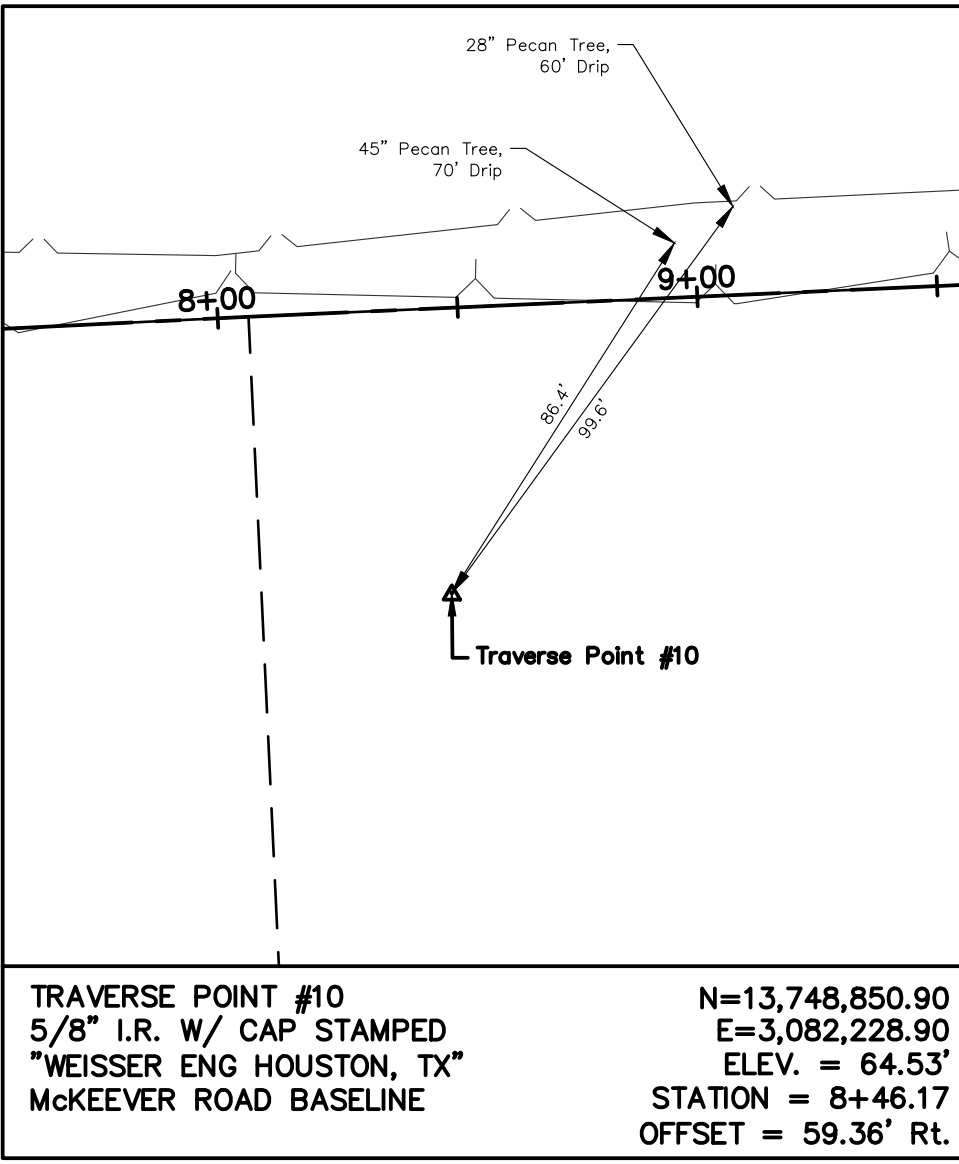 28” Pecan Tree,
60' Drip
45” Pecan Tree,
70' Drip
8+00
9+00
86.4'
99.6'
Traverse Point #10
TRAVERSE POINT #10
5/8” I.R. W/ CAP STAMPED
”WEISSER ENG HOUSTON, TX”
McKEEVER ROAD BASELINE
N=13,748,850.90
E=3,082,228.90
ELEV. = 64.53'
STATION = 8+46.17
OFFSET = 59.36' Rt.